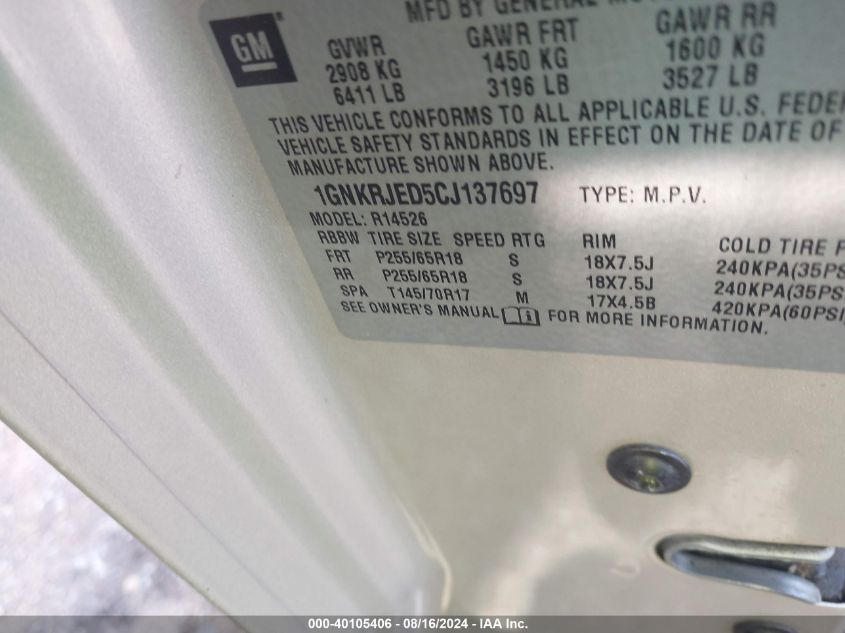 MFD BY GENERAL
GM
GVWR GAWR FRT GAWR RR
2908 KG 1450 KG 1600 KG
6411 LB 3196 LB 3527 LB
THIS VEHICLE CONFORMS TO ALL APPLICABLE U.S. FEDER
VEHICLE SAFETY STANDARDS IN EFFECT ON THE DATE OF
MANUFACTURE SHOWN ABOVE.
1GNKRJED5CJ137697 TYPE: M.P.V.
MODEL: R14526
RBBW TIRE SIZE SPEED RTG RIM COLD TIRE P
FRT P255/65R18 S 18X7.5J 240KPA(35PS
RR P255/65R18 S 18X7.5J 240KPA(35PS
SPA T145/70R17 M 17X4.5B 420KPA(60PSI
SEE OWNER'S MANUAL FOR MORE INFORMATION.
000-40105406 - 08/16/2024 - IAA Inc.